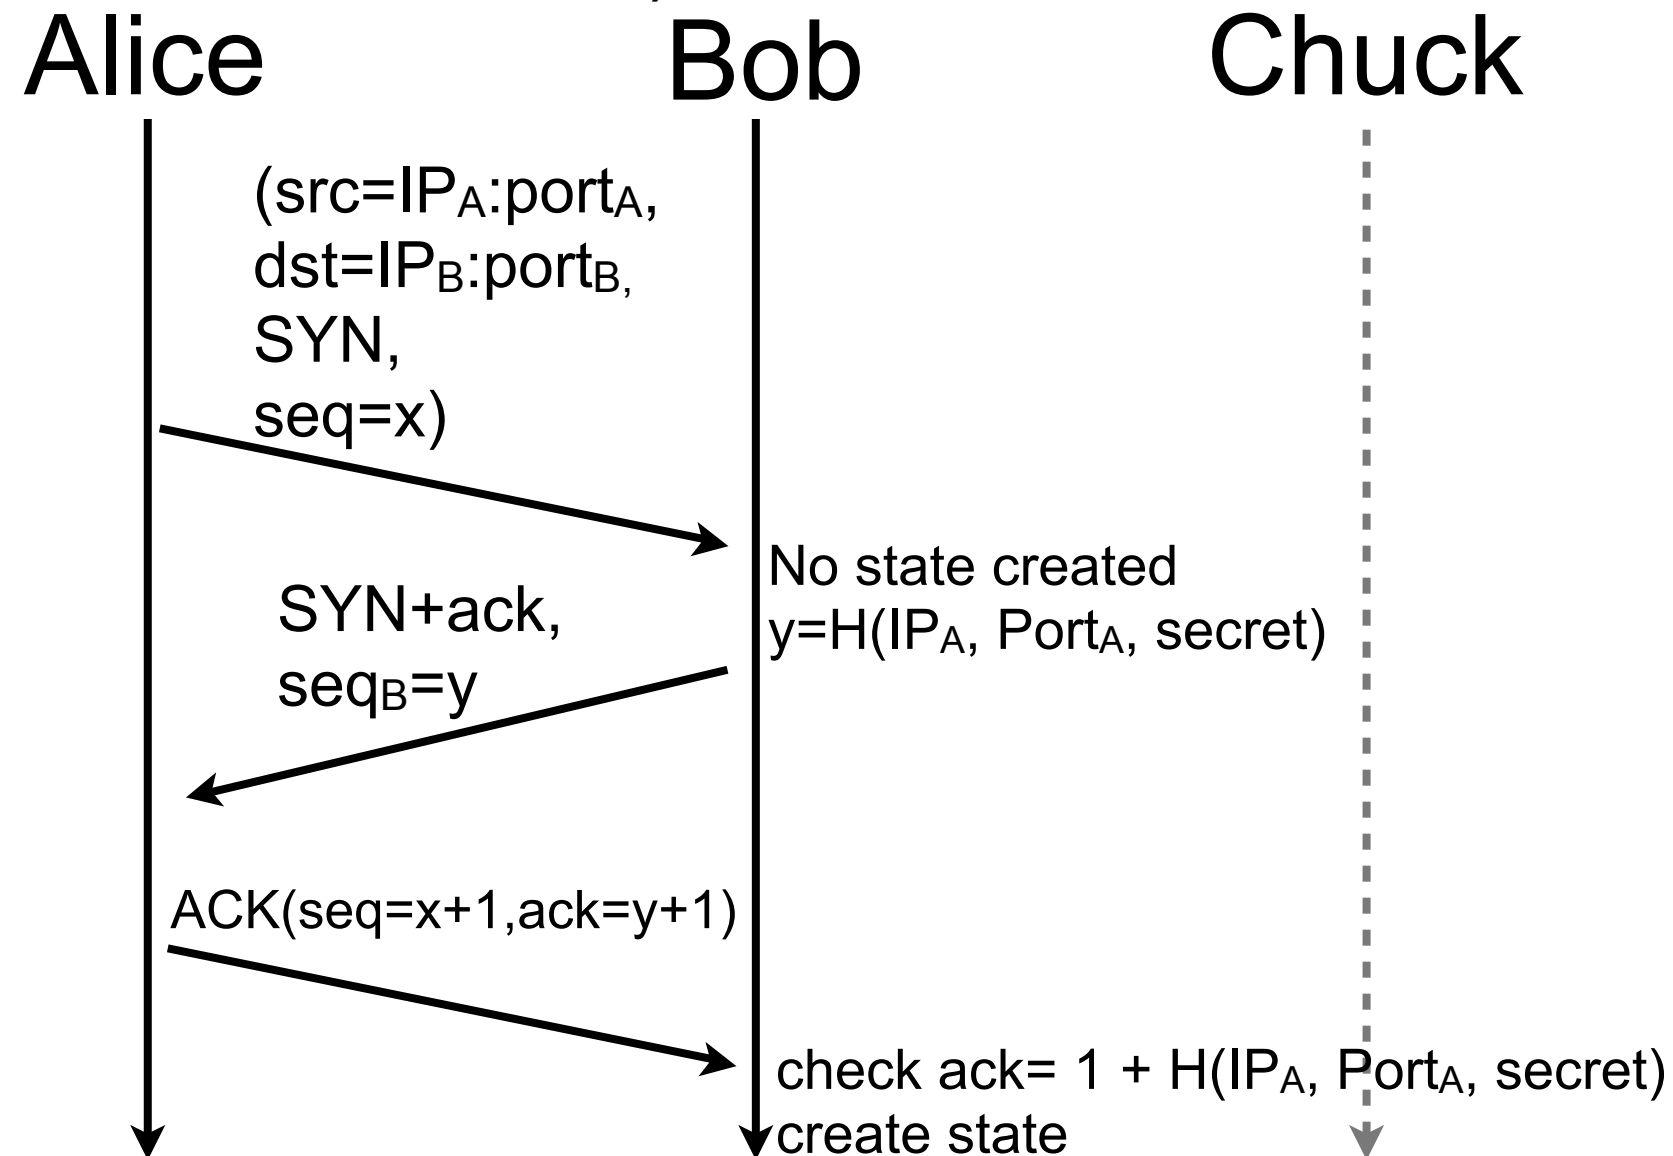 Alice Bob Chuck
(src=IPA:portA,
dst=IPB:portB,
SYN,
seq=x)
No state created
y=H(IPA, PortA, secret)
SYN+ack,
seqB=y
ACK(seq=x+1,ack=y+1)
check ack= 1 + H(IPA, PortA, secret)
create state